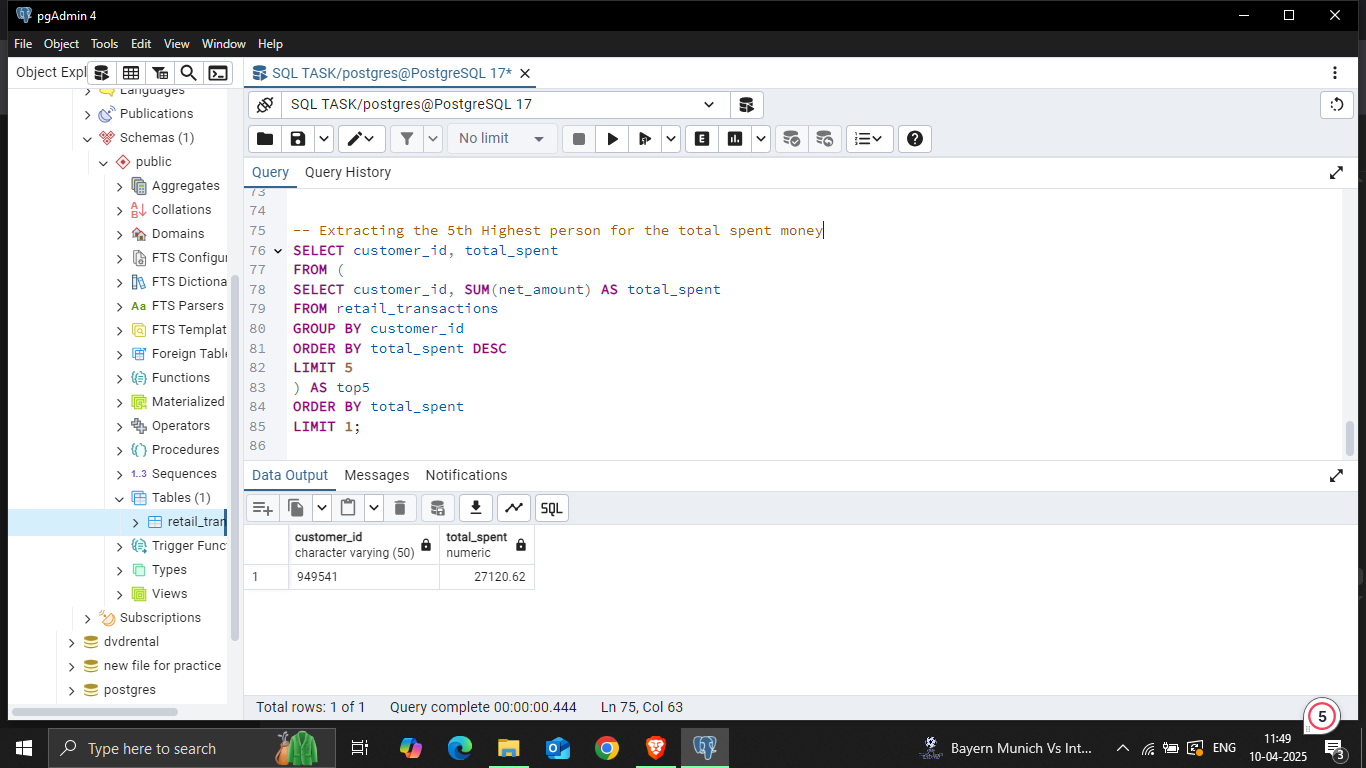 pgAdmin 4
File Object Tools Edit View Window Help
Object Expl
SQL TASK/postgres@PostgreSQL 17*
Languages
Publications
Schemas (1)
public
Aggregates
Collations
Domains
FTS Configur
FTS Dictiona
FTS Parsers
FTS Templat
Foreign Tabl
Functions
Materialized
Operators
Procedures
Sequences
Tables (1)
retail_tran
Trigger Func
Types
Views
Subscriptions
dvdrental
new file for practice
postgres
SQL TASK/postgres@PostgreSQL 17
No limit
E
Query Query History
73
74
75 -- Extracting the 5th Highest person for the total spent money
76 SELECT customer_id, total_spent
77 FROM (
78 SELECT customer_id, SUM(net_amount) AS total_spent
79 FROM retail_transactions
80 GROUP BY customer_id
81 ORDER BY total_spent DESC
82 LIMIT 5
83 ) AS top5
84 ORDER BY total_spent
85 LIMIT 1;
86
Data Output Messages Notifications
SQL
customer_id total_spent
character varying (50) numeric
1 949541 27120.62
Total rows: 1 of 1 Query complete 00:00:00.444 Ln 75, Col 63
5
Type here to search
Bayern Munich Vs Int...
ENG
11:49
10-04-2025
3